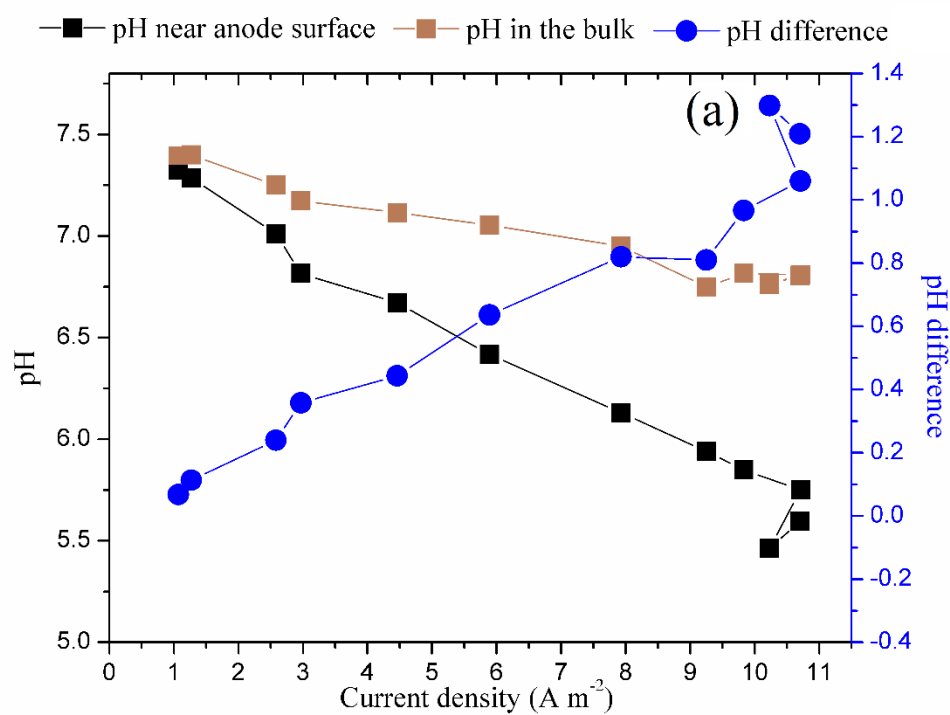 pH near anode surface pH in the bulk pH difference
(a)
pH
7.5
7.0
6.5
6.0
5.5
5.0
1.4
1.2
1.0
0.8
0.6
0.4
0.2
0.0
-0.2
-0.4
pH difference
0 1 2 3 4 5 6 7 8 9 10 11
Current density (A m⁻²)